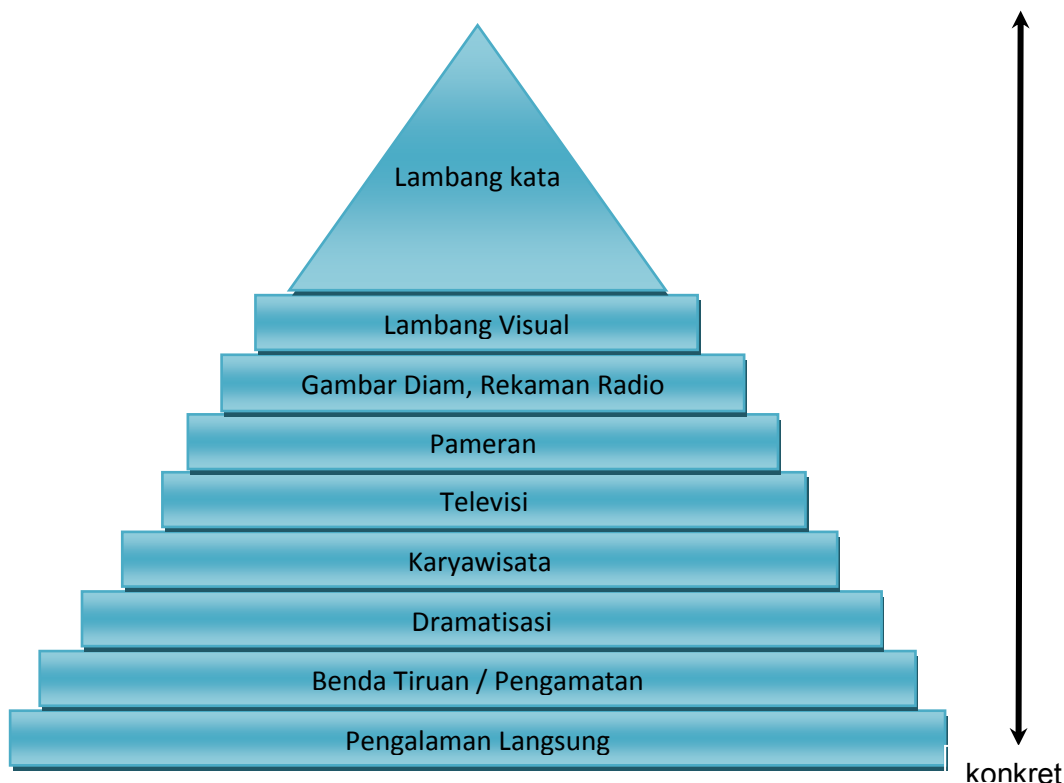 Lambang kata
Lambang Visual
Gambar Diam, Rekaman Radio
Pameran
Televisi
Karyawisata
Dramatisasi
Benda Tiruan / Pengamatan
Pengalaman Langsung
konkret